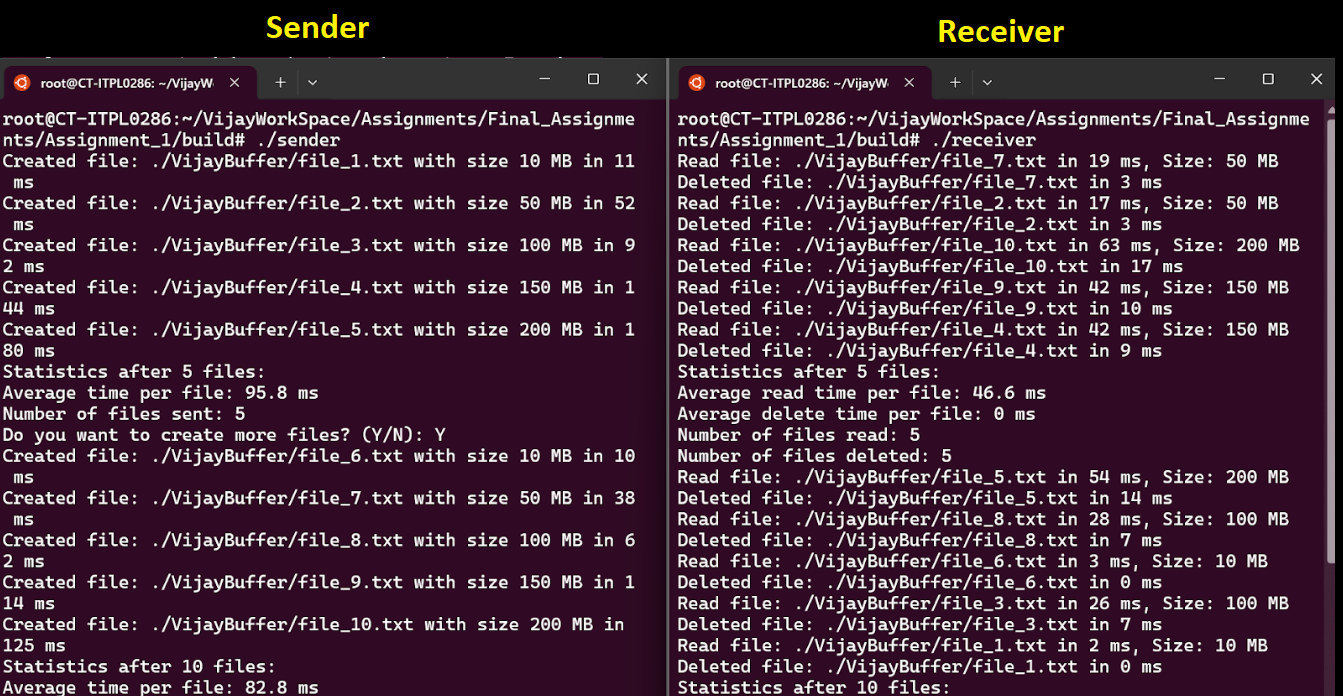 Sender
Receiver
root@CT-ITPL0286: ~/VijayW
root@CT-ITPL0286:~/VijayWorkSpace/Assignments/Final_Assignme
nts/Assignment_1/build# ./sender
Created file: ./VijayBuffer/file_1.txt with size 10 MB in 11
ms
Created file: ./VijayBuffer/file_2.txt with size 50 MB in 52
ms
Created file: ./VijayBuffer/file_3.txt with size 100 MB in 9
2 ms
Created file: ./VijayBuffer/file_4.txt with size 150 MB in 1
44 ms
Created file: ./VijayBuffer/file_5.txt with size 200 MB in 1
80 ms
Statistics after 5 files:
Average time per file: 95.8 ms
Number of files sent: 5
Do you want to create more files? (Y/N): Y
Created file: ./VijayBuffer/file_6.txt with size 10 MB in 10
ms
Created file: ./VijayBuffer/file_7.txt with size 50 MB in 38
ms
Created file: ./VijayBuffer/file_8.txt with size 100 MB in 6
2 ms
Created file: ./VijayBuffer/file_9.txt with size 150 MB in 1
14 ms
Created file: ./VijayBuffer/file_10.txt with size 200 MB in
125 ms
Statistics after 10 files:
Average time per file: 82.8 ms
root@CT-ITPL0286: ~/VijayW
root@CT-ITPL0286:~/VijayWorkSpace/Assignments/Final_Assignme
nts/Assignment_1/build# ./receiver
Read file: ./VijayBuffer/file_7.txt in 19 ms, Size: 50 MB
Deleted file: ./VijayBuffer/file_7.txt in 3 ms
Read file: ./VijayBuffer/file_2.txt in 17 ms, Size: 50 MB
Deleted file: ./VijayBuffer/file_2.txt in 3 ms
Read file: ./VijayBuffer/file_10.txt in 63 ms, Size: 200 MB
Deleted file: ./VijayBuffer/file_10.txt in 17 ms
Read file: ./VijayBuffer/file_9.txt in 42 ms, Size: 150 MB
Deleted file: ./VijayBuffer/file_9.txt in 10 ms
Read file: ./VijayBuffer/file_4.txt in 42 ms, Size: 150 MB
Deleted file: ./VijayBuffer/file_4.txt in 9 ms
Statistics after 5 files:
Average read time per file: 46.6 ms
Average delete time per file: 0 ms
Number of files read: 5
Number of files deleted: 5
Read file: ./VijayBuffer/file_5.txt in 54 ms, Size: 200 MB
Deleted file: ./VijayBuffer/file_5.txt in 14 ms
Read file: ./VijayBuffer/file_8.txt in 28 ms, Size: 100 MB
Deleted file: ./VijayBuffer/file_8.txt in 7 ms
Read file: ./VijayBuffer/file_6.txt in 3 ms, Size: 10 MB
Deleted file: ./VijayBuffer/file_6.txt in 0 ms
Read file: ./VijayBuffer/file_3.txt in 26 ms, Size: 100 MB
Deleted file: ./VijayBuffer/file_3.txt in 7 ms
Read file: ./VijayBuffer/file_1.txt in 2 ms, Size: 10 MB
Deleted file: ./VijayBuffer/file_1.txt in 0 ms
Statistics after 10 files: